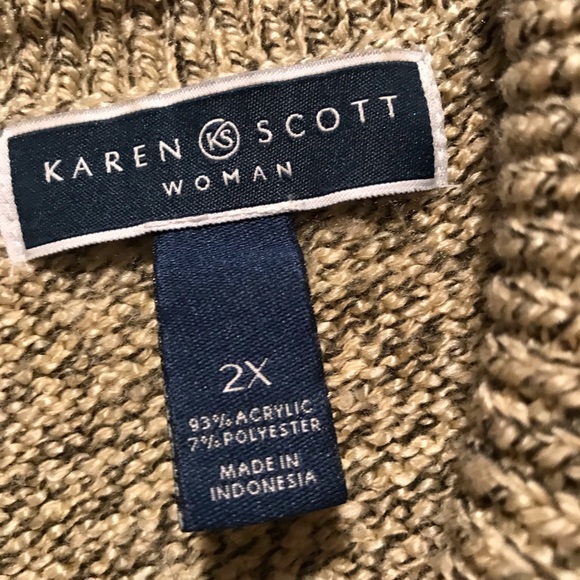 KAREN KS SCOTT
WOMAN
2X
93% ACRYLIC
7% POLYESTER
MADE IN
INDONESIA